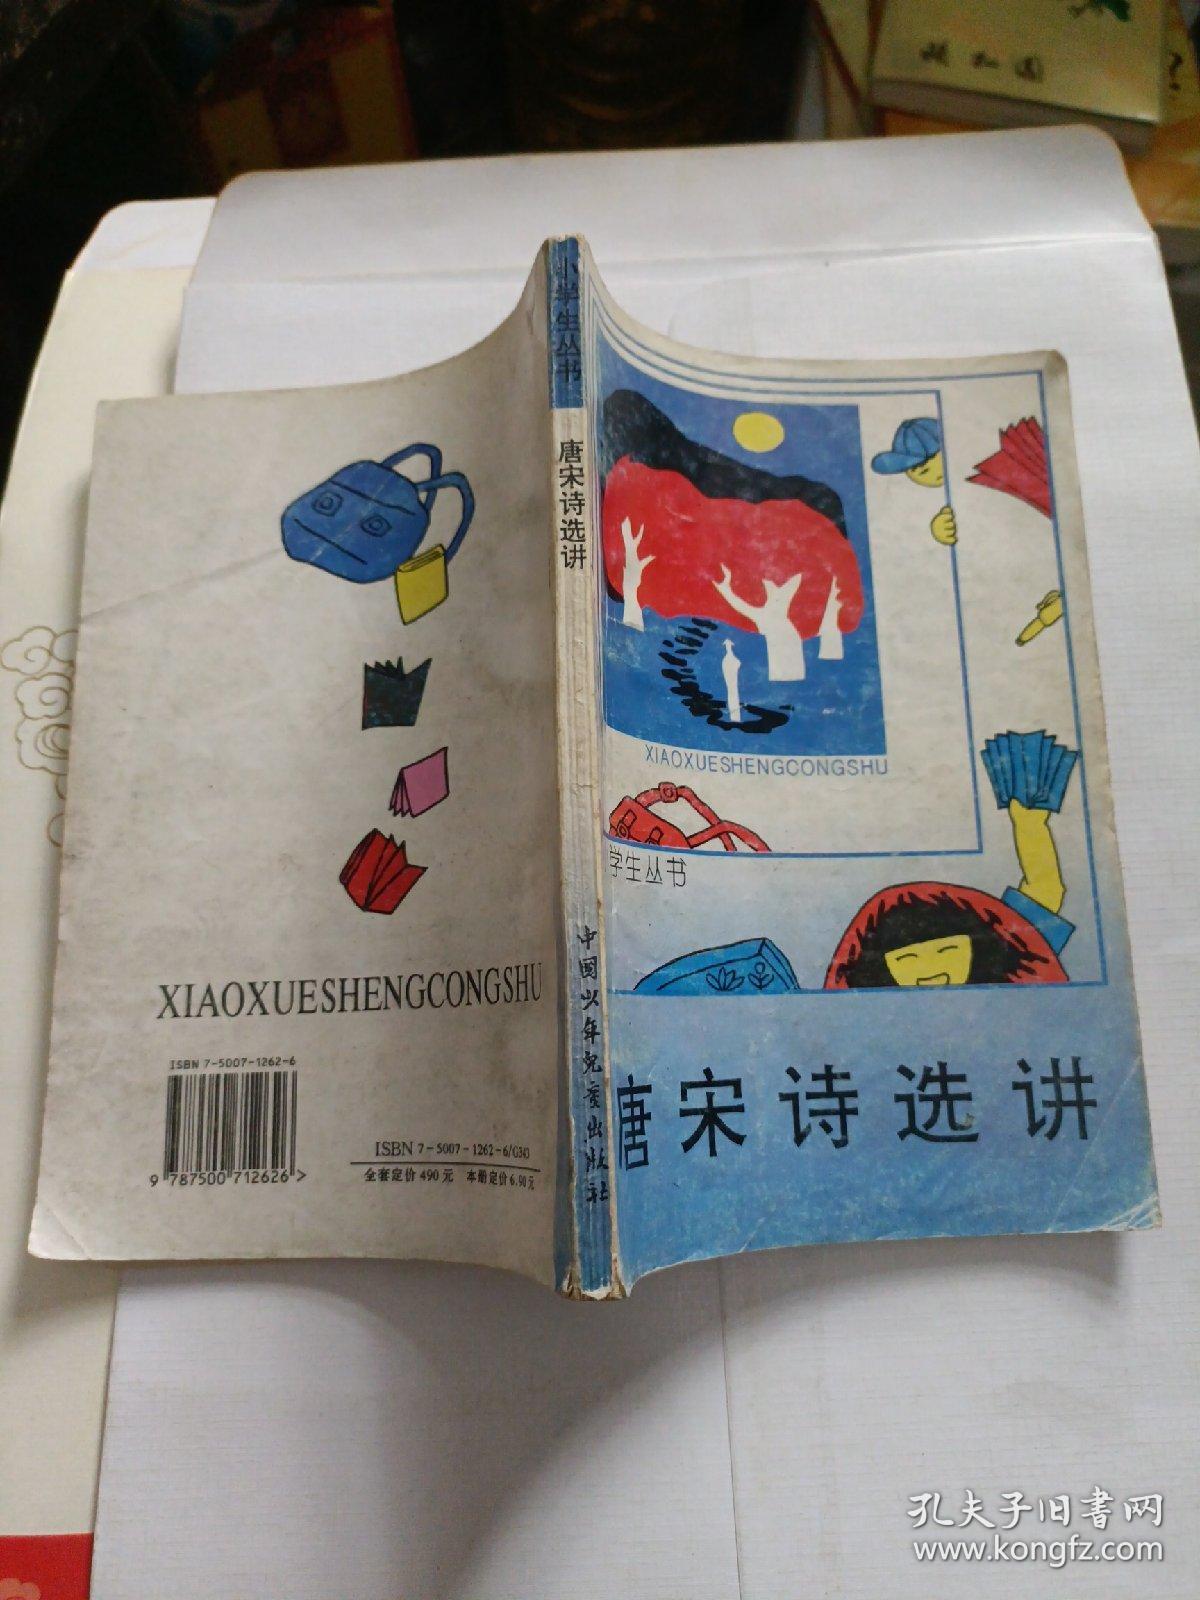 小学生丛书
唐宋诗选讲
中国少年儿童出版社
XIAOXUESHENGCONGSHU
ISBN 7-5007-1262-6
9 787500 712626 >
ISBN 7-5007-1262-6/G·343
全套定价490元 本册定价6.90元
XIAOXUESHENGCONGSHU
学生丛书
唐宋诗选讲
孔夫子旧书网
www.kongfz.com